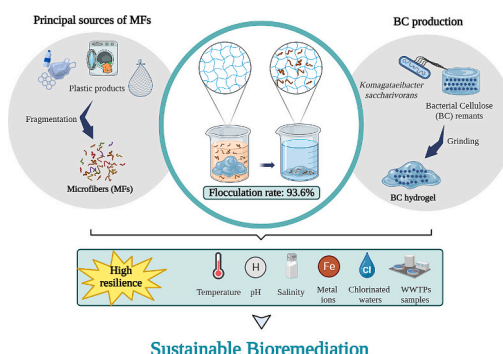 Principal sources of MFs
Plastic products
Fragmentation
Microfibers (MFs)
Flocculation rate: 93.6%
BC production
Komagataeibacter
saccharivorans
Bacterial Cellulose
(BC) remants
Grinding
BC hydrogel
High
resilience
Temperature
H
pH
Salinity
Fe
Metal
ions
Cl
Chlorinated
waters
WWTPs
samples
Sustainable Bioremediation